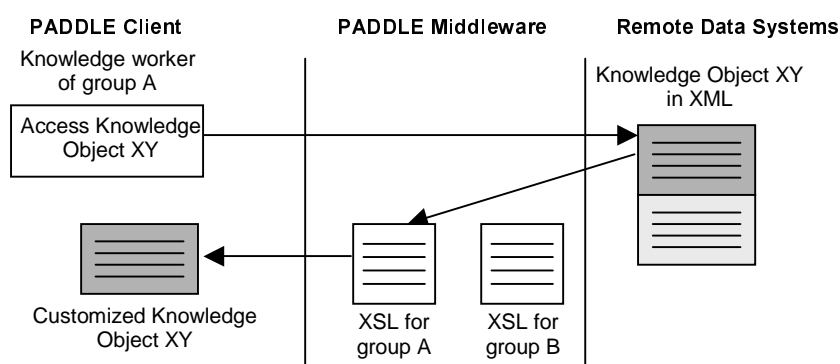 PADDLE Client
PADDLE Middleware
Remote Data Systems
Knowledge worker
of group A
Access Knowledge
Object XY
Knowledge Object XY
in XML
Customized Knowledge
Object XY
XSL for
group A
XSL for
group B